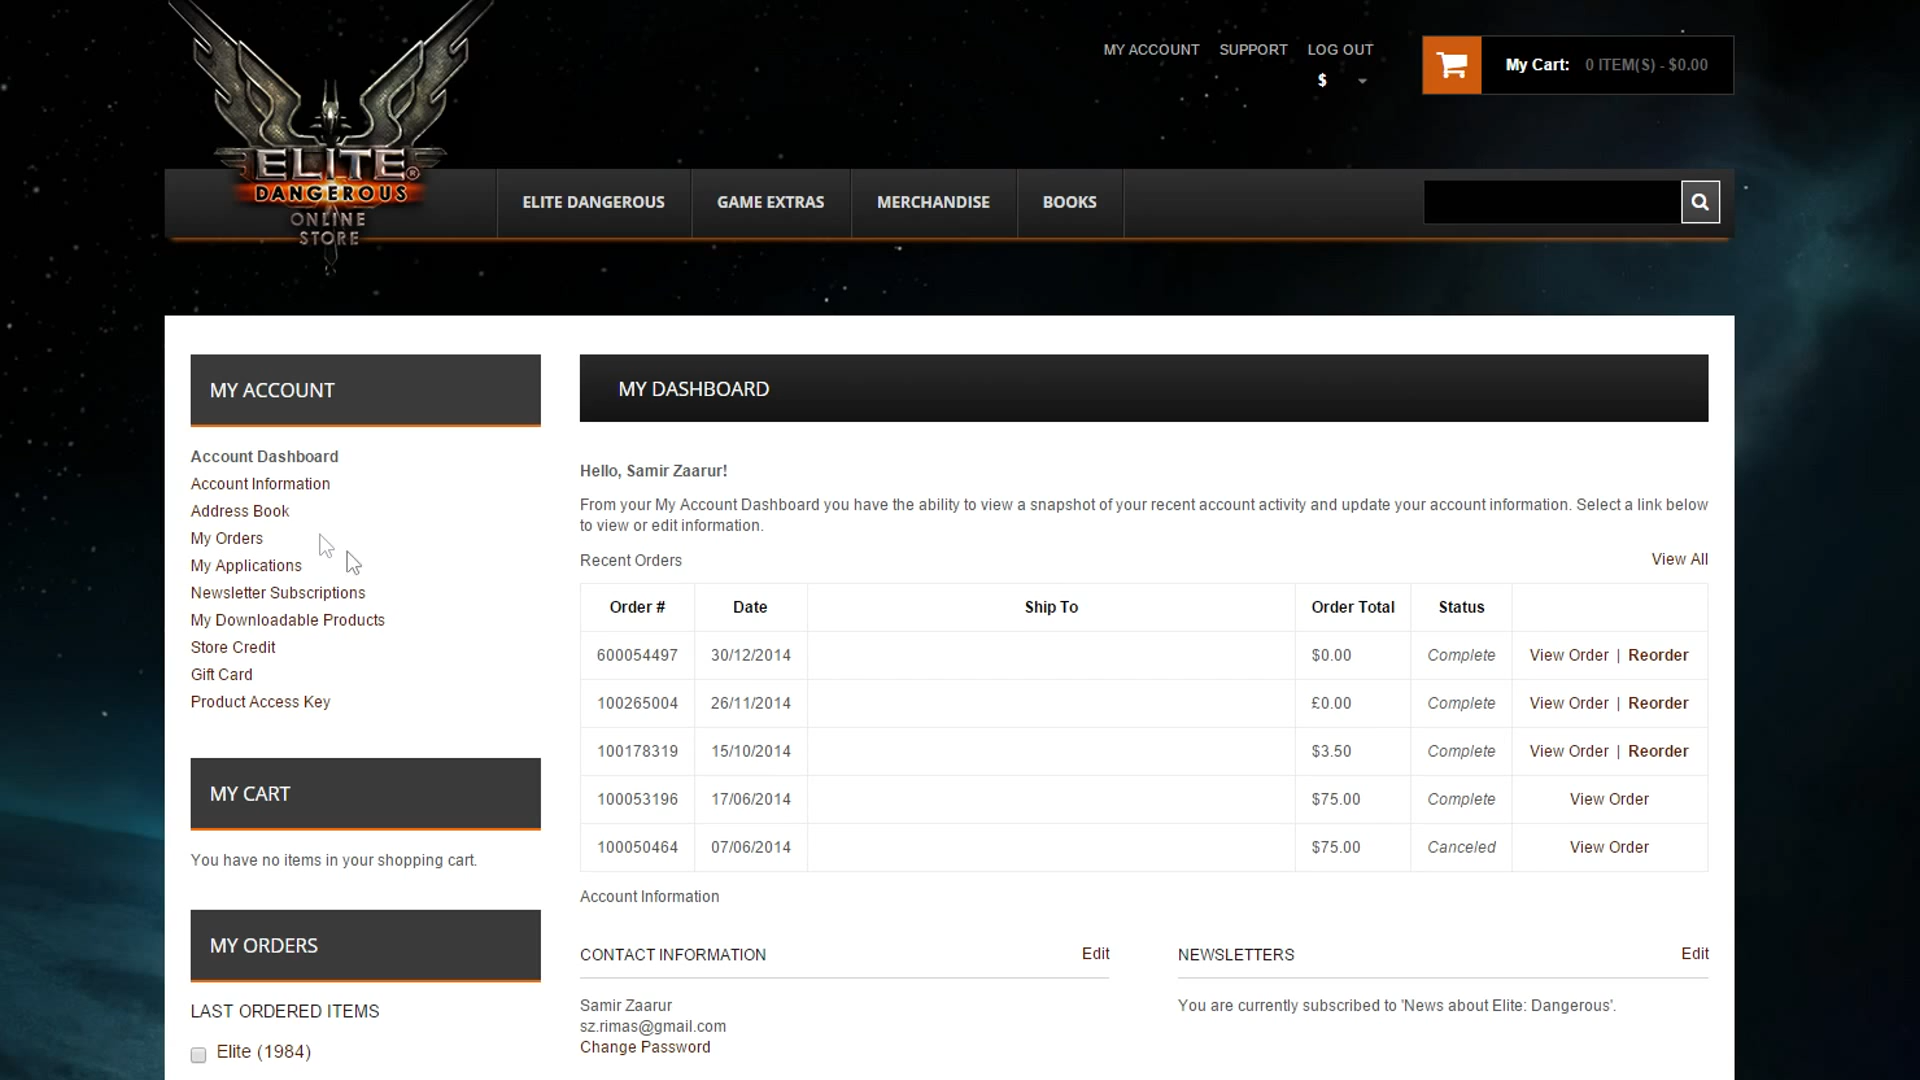 MY ACCOUNT SUPPORT LOG OUT
$
My Cart: 0 ITEM(S) - $0.00
ELITE®
DANGEROUS
ONLINE
STORE
ELITE DANGEROUS GAME EXTRAS MERCHANDISE BOOKS
MY ACCOUNT
Account Dashboard
Account Information
Address Book
My Orders
My Applications
Newsletter Subscriptions
My Downloadable Products
Store Credit
Gift Card
Product Access Key
MY CART
You have no items in your shopping cart.
MY ORDERS
LAST ORDERED ITEMS
Elite (1984)
MY DASHBOARD
Hello, Samir Zaarur!
From your My Account Dashboard you have the ability to view a snapshot of your recent account activity and update your account information. Select a link below
to view or edit information.
Recent Orders View All
Order # Date Ship To Order Total Status
600054497 30/12/2014 $0.00 Complete View Order | Reorder
100265004 26/11/2014 £0.00 Complete View Order | Reorder
100178319 15/10/2014 $3.50 Complete View Order | Reorder
100053196 17/06/2014 $75.00 Complete View Order
100050464 07/06/2014 $75.00 Canceled View Order
Account Information
CONTACT INFORMATION Edit
Samir Zaarur
sz.rimas@gmail.com
Change Password
NEWSLETTERS Edit
You are currently subscribed to 'News about Elite: Dangerous'.